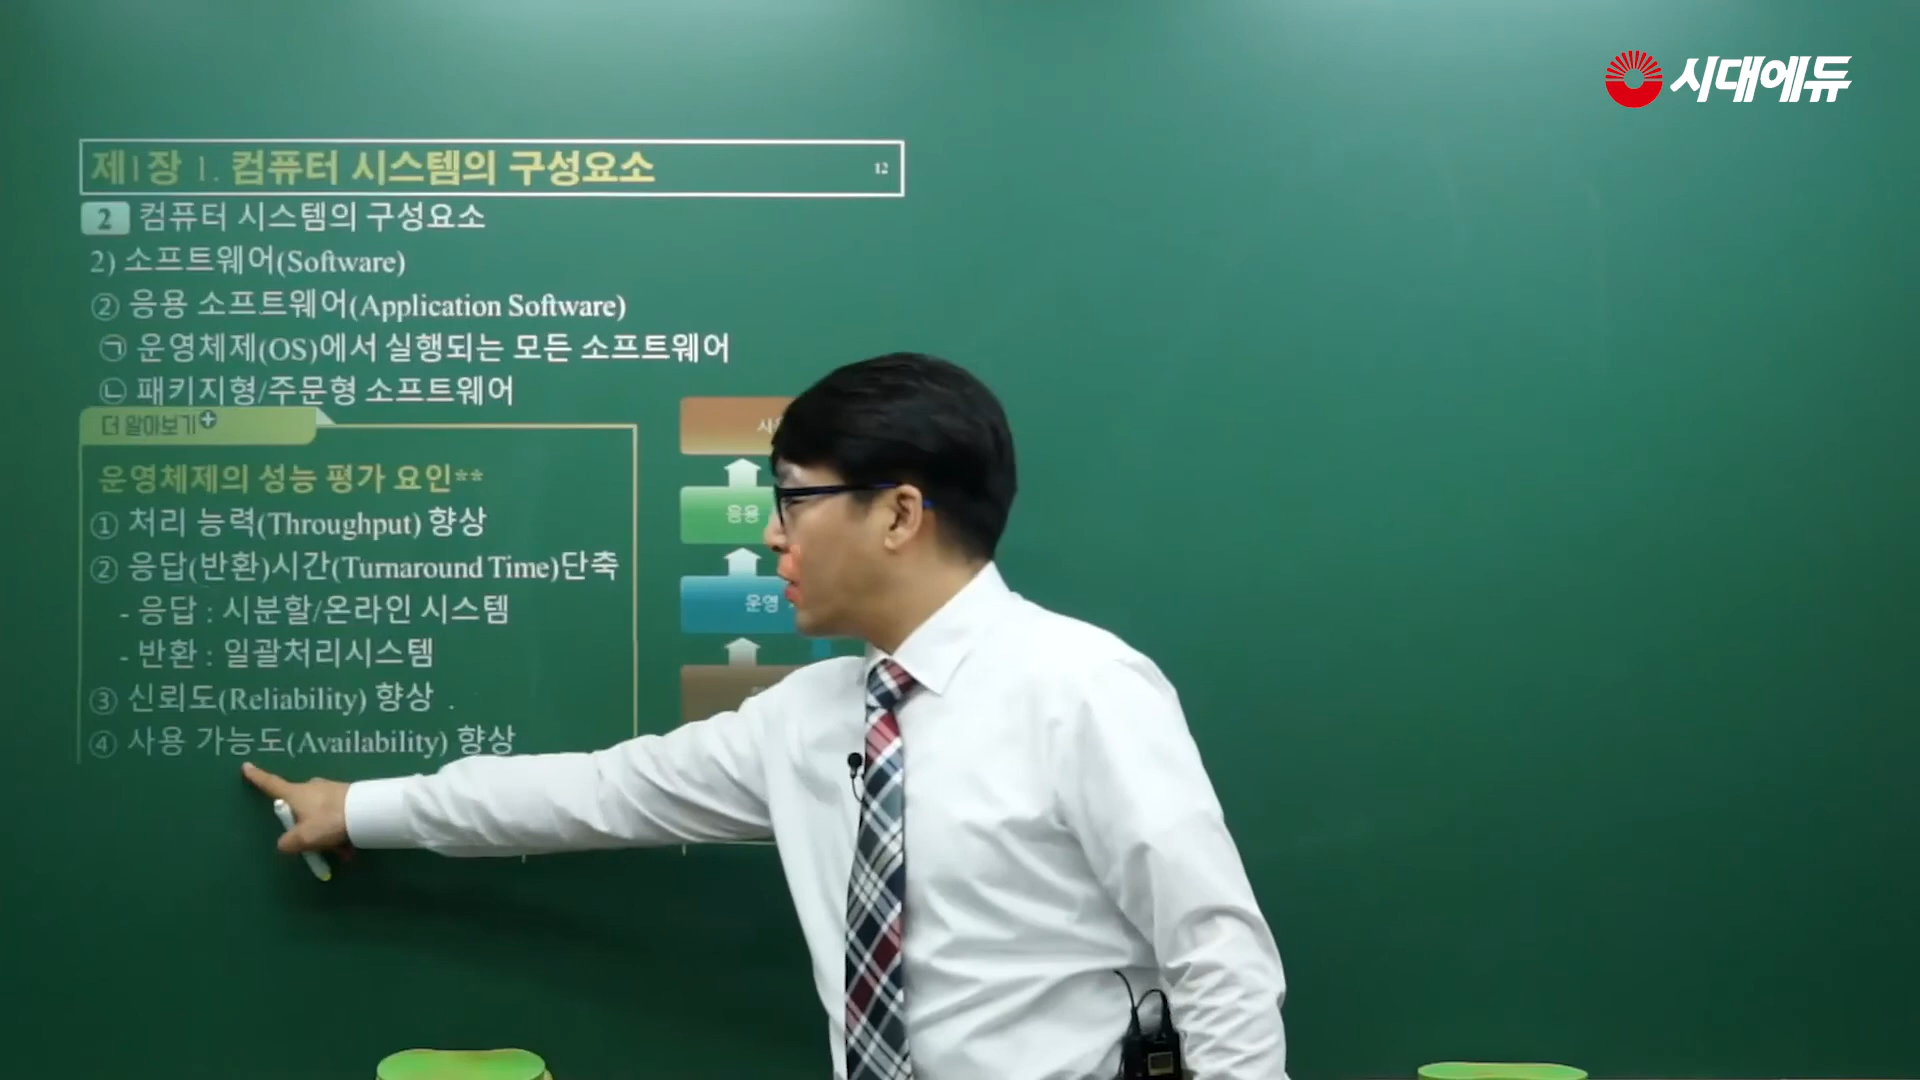 시대에듀
제1장 1. 컴퓨터 시스템의 구성요소 12
2 컴퓨터 시스템의 구성요소
2) 소프트웨어(Software)
② 응용 소프트웨어(Application Software)
㉠ 운영체제(OS)에서 실행되는 모든 소프트웨어
㉡ 패키지형/주문형 소프트웨어
더 알아보기+
운영체제의 성능 평가 요인**
① 처리 능력(Throughput) 향상
② 응답(반환)시간(Turnaround Time)단축
- 응답 : 시분할/온라인 시스템
- 반환 : 일괄처리시스템
③ 신뢰도(Reliability) 향상 .
④ 사용 가능도(Availability) 향상
응용
운영